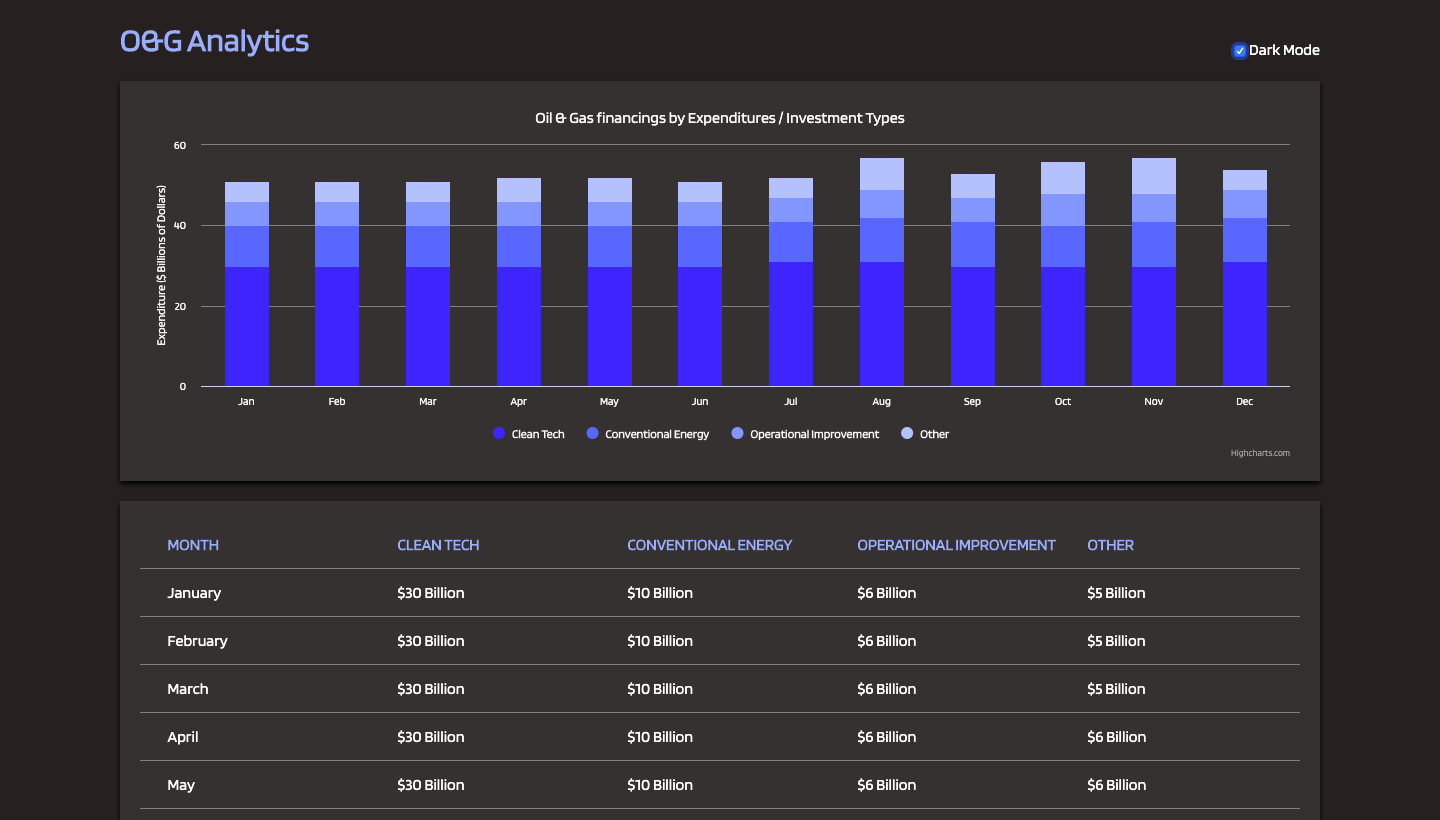 O&G Analytics
Dark Mode
Oil & Gas financings by Expenditures / Investment Types
Expenditure ($ Billions of Dollars)
60
40
20
0
Jan Feb Mar Apr May Jun Jul Aug Sep Oct Nov Dec
Clean Tech Conventional Energy Operational Improvement Other
Highcharts.com
MONTH CLEAN TECH CONVENTIONAL ENERGY OPERATIONAL IMPROVEMENT OTHER
January $30 Billion $10 Billion $6 Billion $5 Billion
February $30 Billion $10 Billion $6 Billion $5 Billion
March $30 Billion $10 Billion $6 Billion $5 Billion
April $30 Billion $10 Billion $6 Billion $6 Billion
May $30 Billion $10 Billion $6 Billion $6 Billion